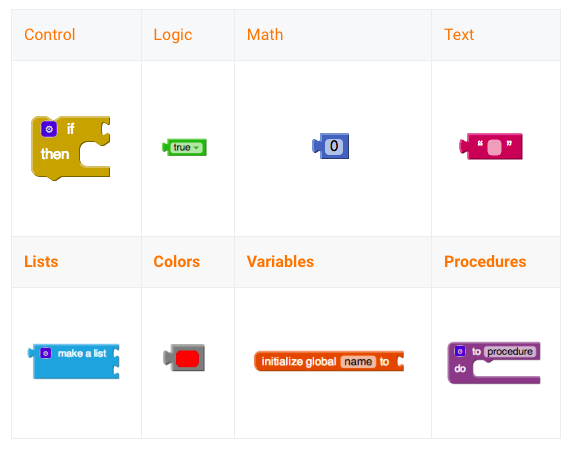 Control Logic Math Text
if
then
true
0
“ ”
Lists Colors Variables Procedures
make a list
initialize global name to
to procedure
do